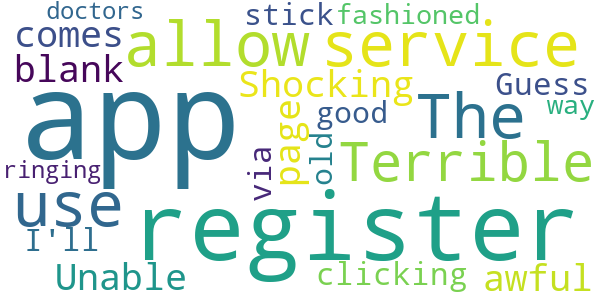 doctors
stick fashioned
comes allow service
blank Shocking Guess
app page good The way
ringing via old Terrible
use register
I'll
Unable clicking awful